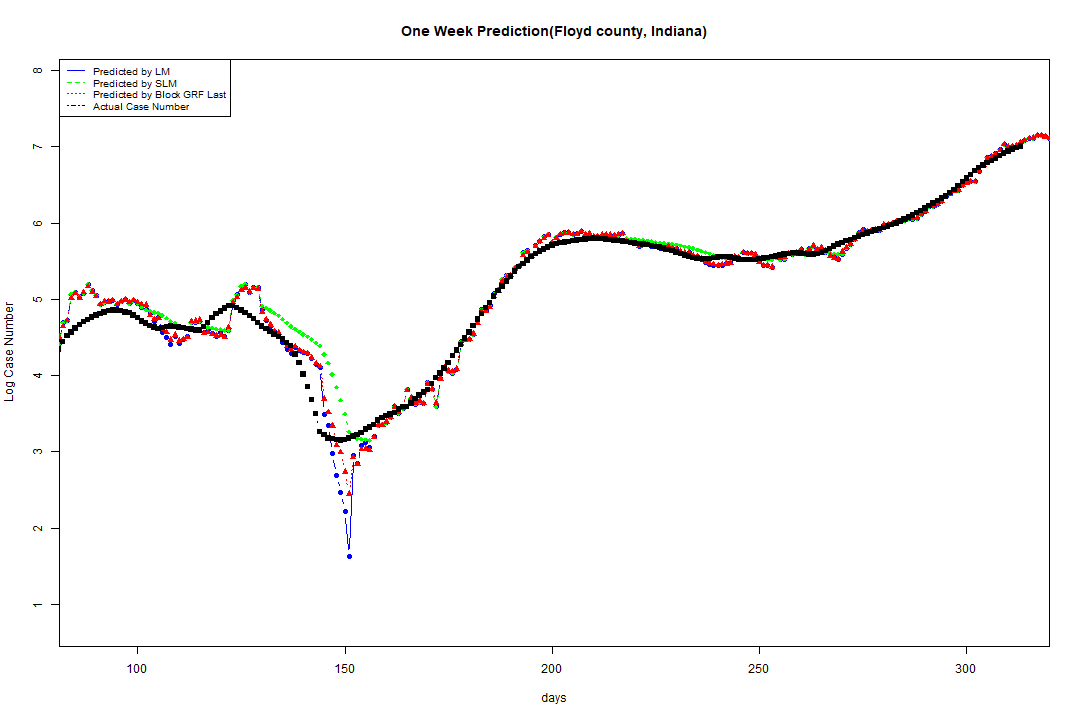 One Week Prediction(Floyd county, Indiana)
Predicted by LM
Predicted by SLM
Predicted by Block GRF Last
Actual Case Number
8
7
6
5
4
3
2
1
Log Case Number
100 150 200 250 300
days